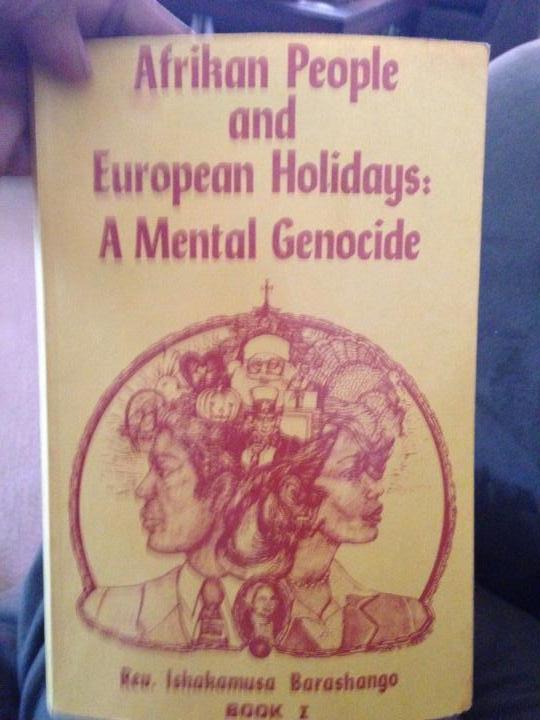 Afrikan People
and
European Holidays:
A Mental Genocide
Rev. Ishakamusa Barashango
BOOK I